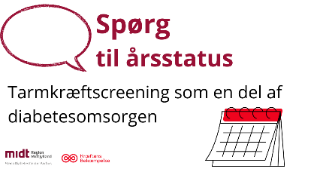 Spørg
til årsstatus
Tarmkræftscreening som en del af
diabetesomsorgen
midt